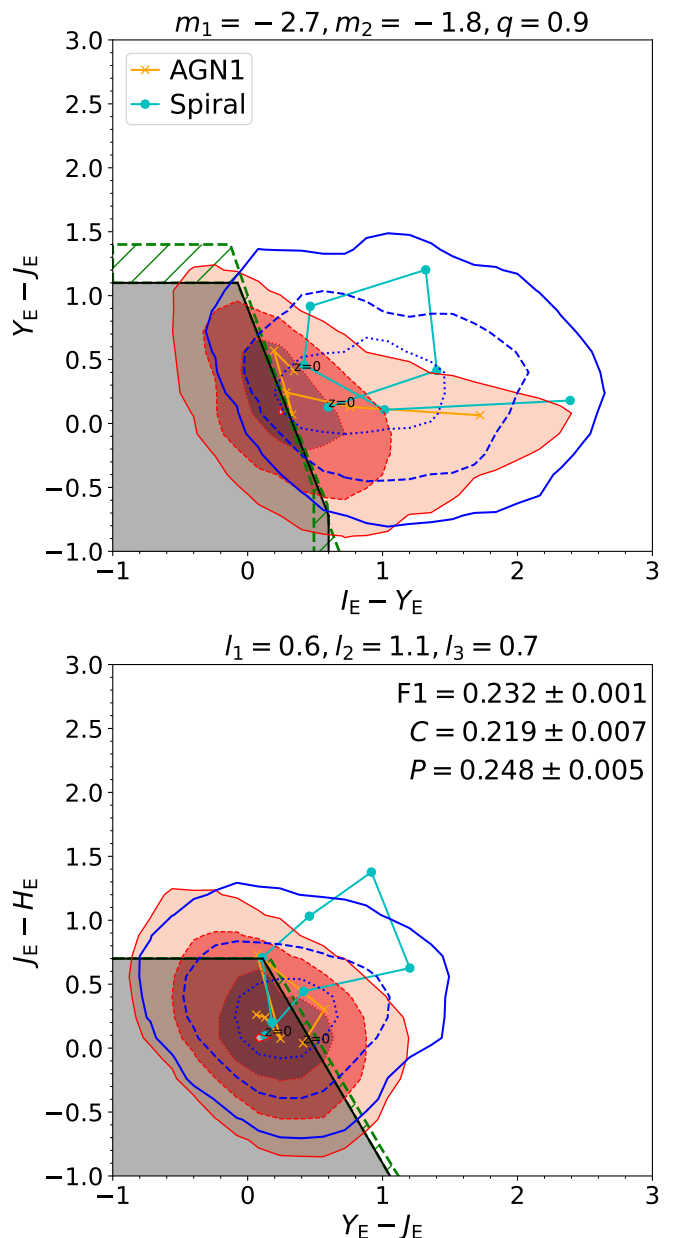 m₁ = −2.7, m₂ = −1.8, q = 0.9
3.0
2.5
2.0
1.5
1.0
0.5
0.0
−0.5
−1.0
Y_E − J_E
AGN1
Spiral
z=0
z=0
−1 0 1 2 3
I_E − Y_E
l₁ = 0.6, l₂ = 1.1, l₃ = 0.7
3.0
2.5
2.0
1.5
1.0
0.5
0.0
−0.5
−1.0
J_E − H_E
F1 = 0.232 ± 0.001
C = 0.219 ± 0.007
P = 0.248 ± 0.005
z=0
z=0
−1 0 1 2 3
Y_E − J_E